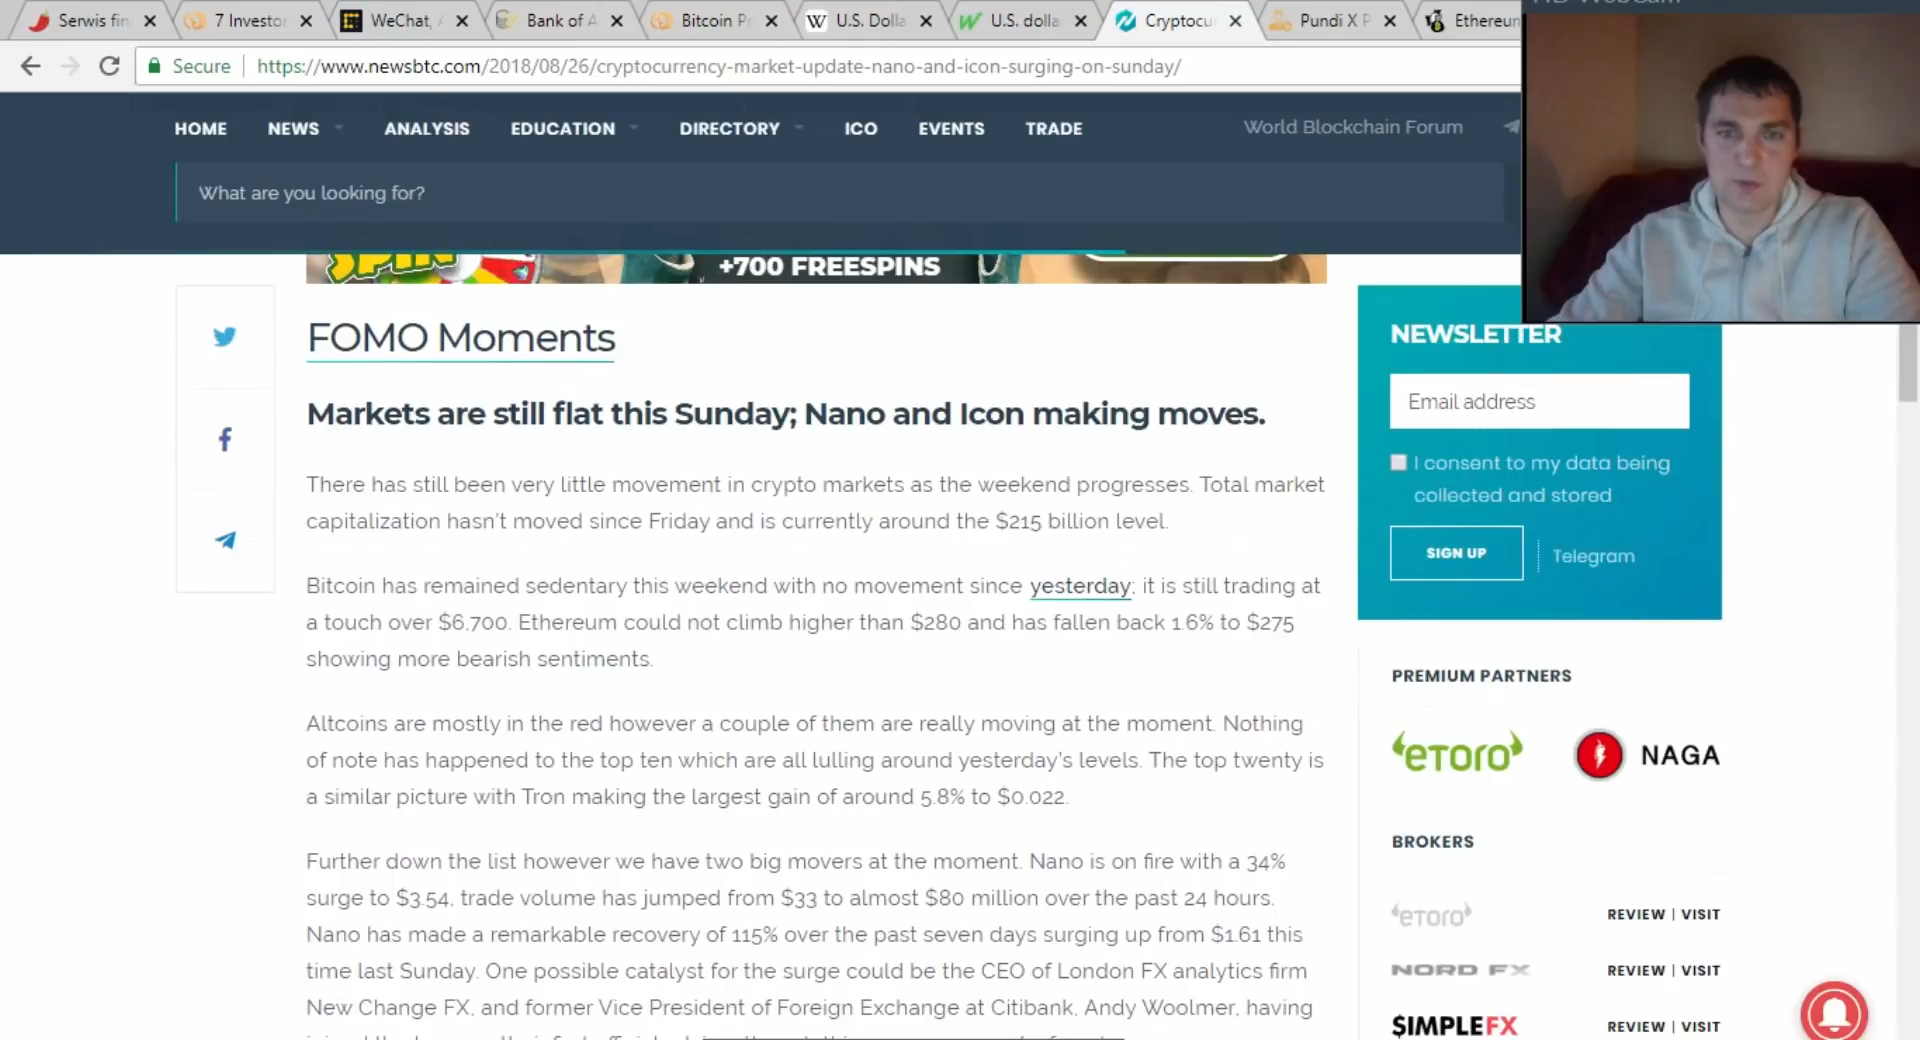 Serwis fin
7 Investo
WeChat,
Bank of A
Bitcoin P
U.S. Dolla
U.S. dolla
Cryptocu
Pundi X P
Ethereun
Secure
https://www.newsbtc.com/2018/08/26/cryptocurrency-market-update-nano-and-icon-surging-on-sunday/
HOME
NEWS
ANALYSIS
EDUCATION
DIRECTORY
ICO
EVENTS
TRADE
World Blockchain Forum
What are you looking for?
SPIN
+700 FREESPINS
FOMO Moments
Markets are still flat this Sunday; Nano and Icon making moves.
There has still been very little movement in crypto markets as the weekend progresses. Total market
capitalization hasn't moved since Friday and is currently around the $215 billion level.
Bitcoin has remained sedentary this weekend with no movement since yesterday; it is still trading at
a touch over $6,700. Ethereum could not climb higher than $280 and has fallen back 1.6% to $275
showing more bearish sentiments.
Altcoins are mostly in the red however a couple of them are really moving at the moment. Nothing
of note has happened to the top ten which are all lulling around yesterday's levels. The top twenty is
a similar picture with Tron making the largest gain of around 5.8% to $0.022.
Further down the list however we have two big movers at the moment. Nano is on fire with a 34%
surge to $3.54, trade volume has jumped from $33 to almost $80 million over the past 24 hours.
Nano has made a remarkable recovery of 115% over the past seven days surging up from $1.61 this
time last Sunday. One possible catalyst for the surge could be the CEO of London FX analytics firm
New Change FX, and former Vice President of Foreign Exchange at Citibank, Andy Woolmer, having
NEWSLETTER
Email address
I consent to my data being
collected and stored
SIGN UP
Telegram
PREMIUM PARTNERS
eToro
NAGA
BROKERS
eToro
REVIEW | VISIT
NORD FX
REVIEW | VISIT
$IMPLEFX
REVIEW | VISIT